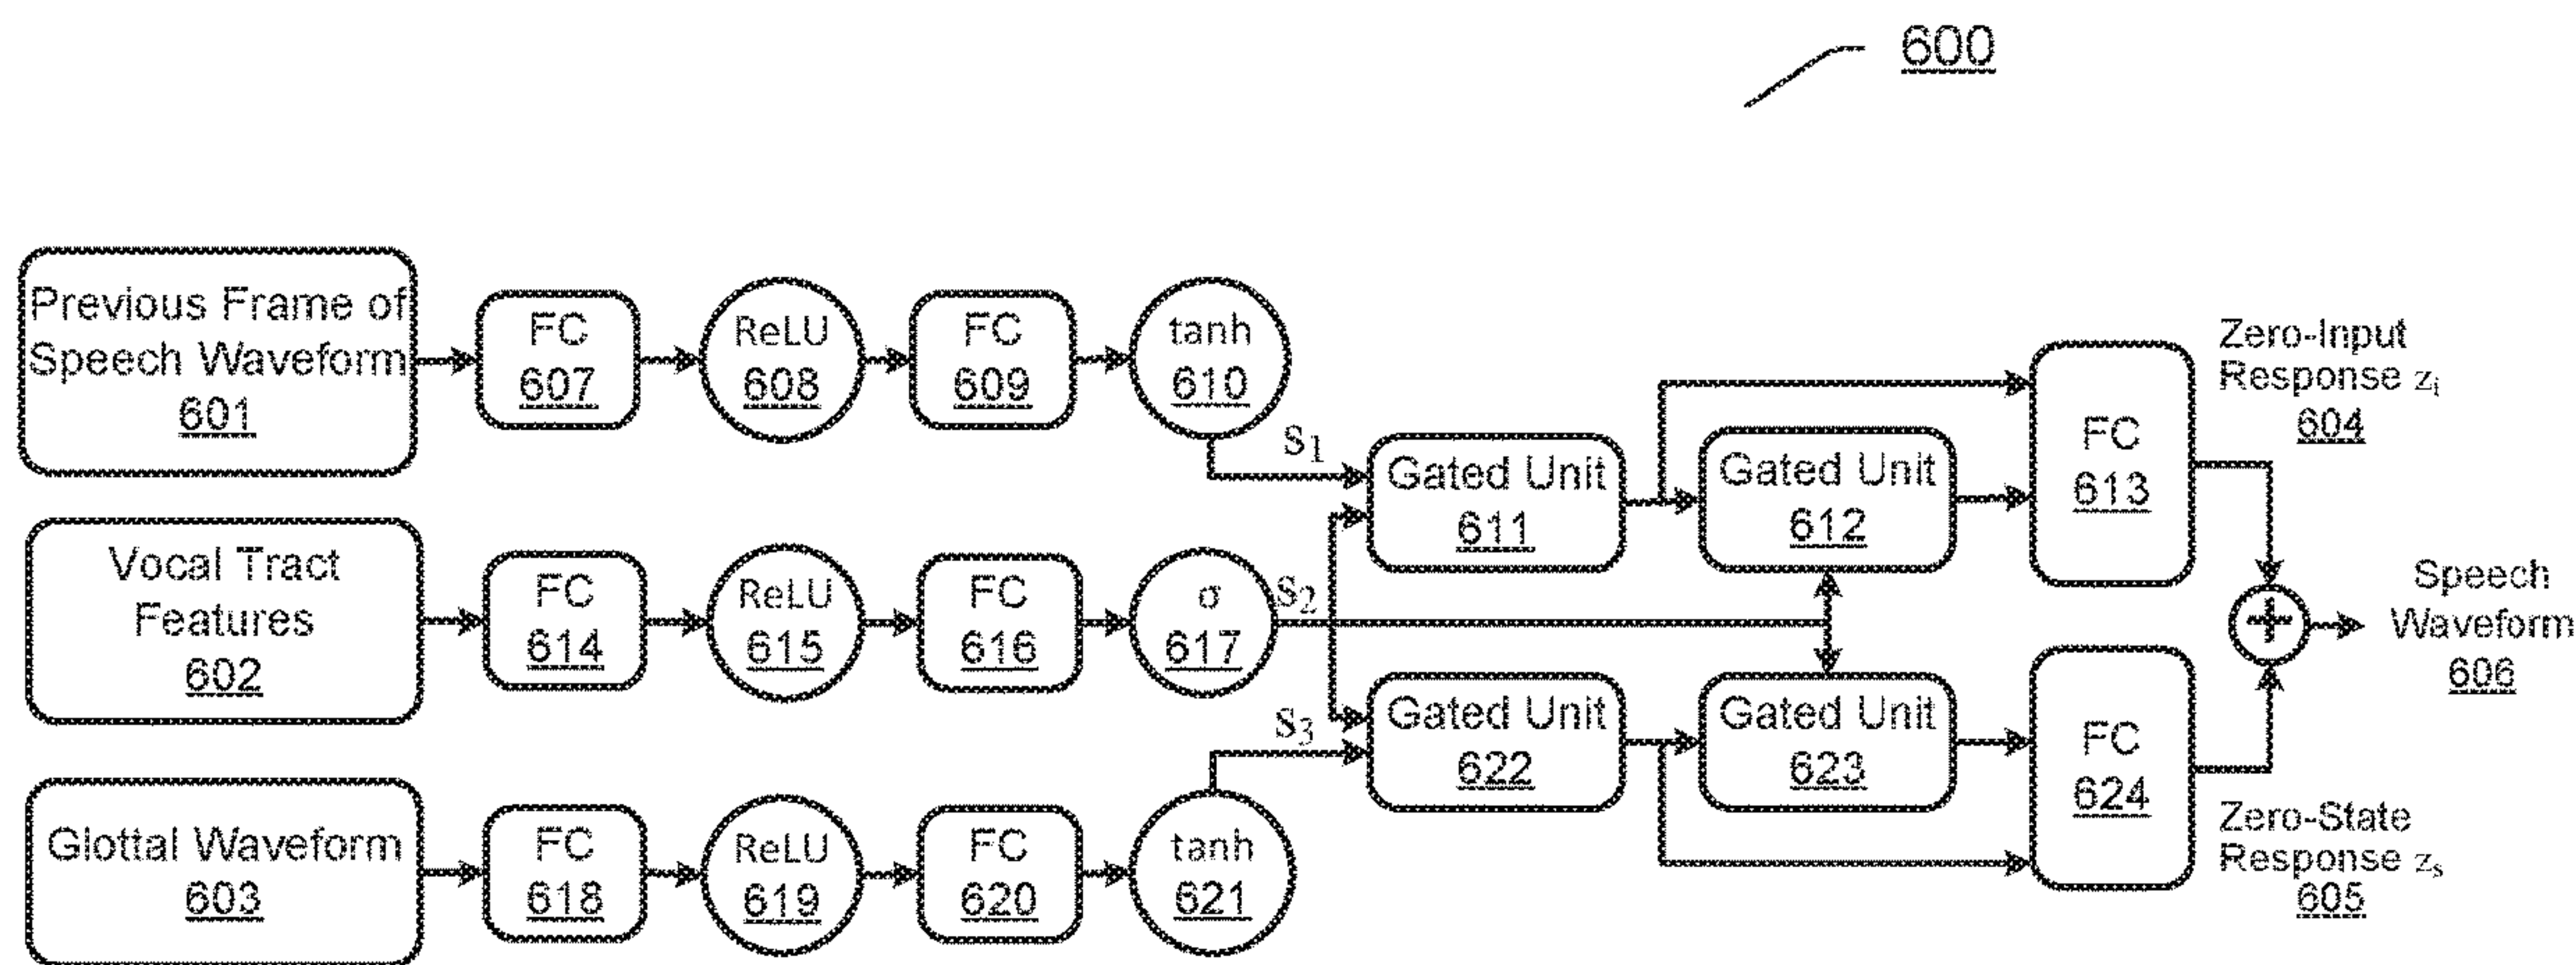 600
Previous Frame of
Speech Waveform
601
FC
607
ReLU
608
FC
609
tanh
610
S1
Gated Unit
611
Gated Unit
612
FC
613
Zero-Input
Response zi
604
Vocal Tract
Features
602
FC
614
ReLU
615
FC
616
σ
617
S2
Speech
Waveform
606
Glottal Waveform
603
FC
618
ReLU
619
FC
620
tanh
621
S3
Gated Unit
622
Gated Unit
623
FC
624
Zero-State
Response zs
605